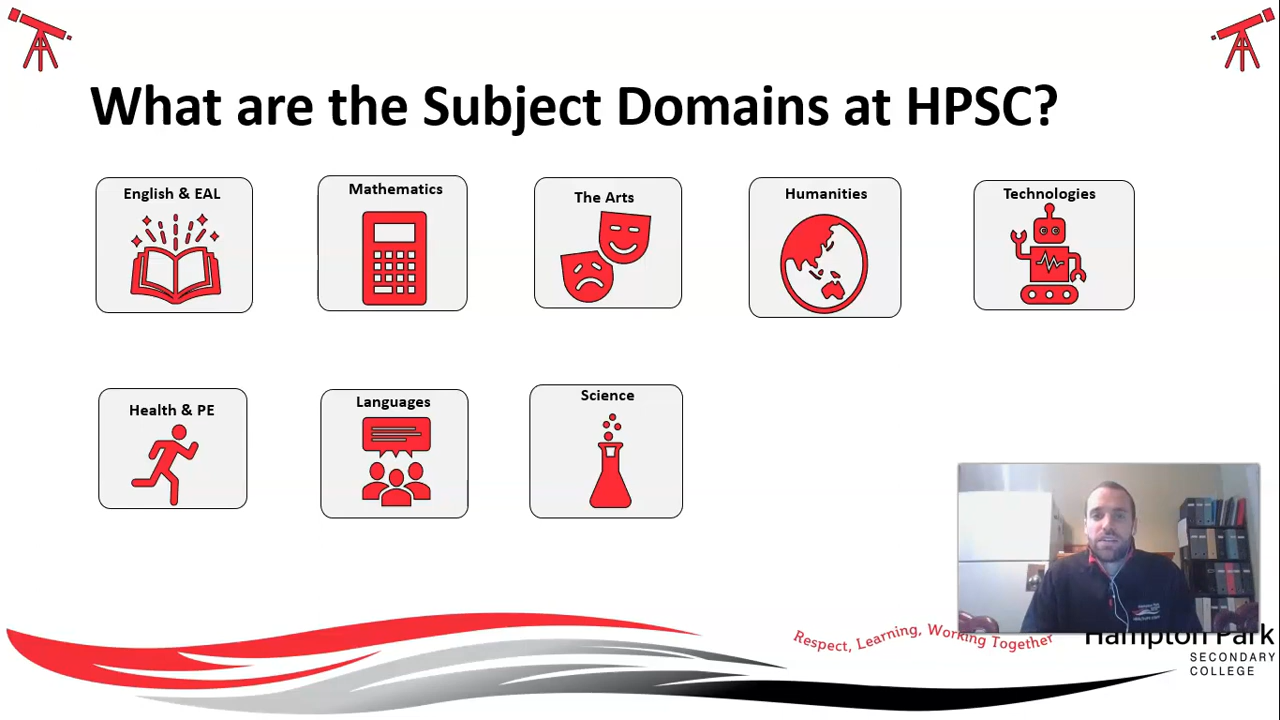 What are the Subject Domains at HPSC?
English & EAL
Mathematics
The Arts
Humanities
Technologies
Health & PE
Languages
Science
Respect, Learning, Working Together
Hampton Park
SECONDARY
COLLEGE